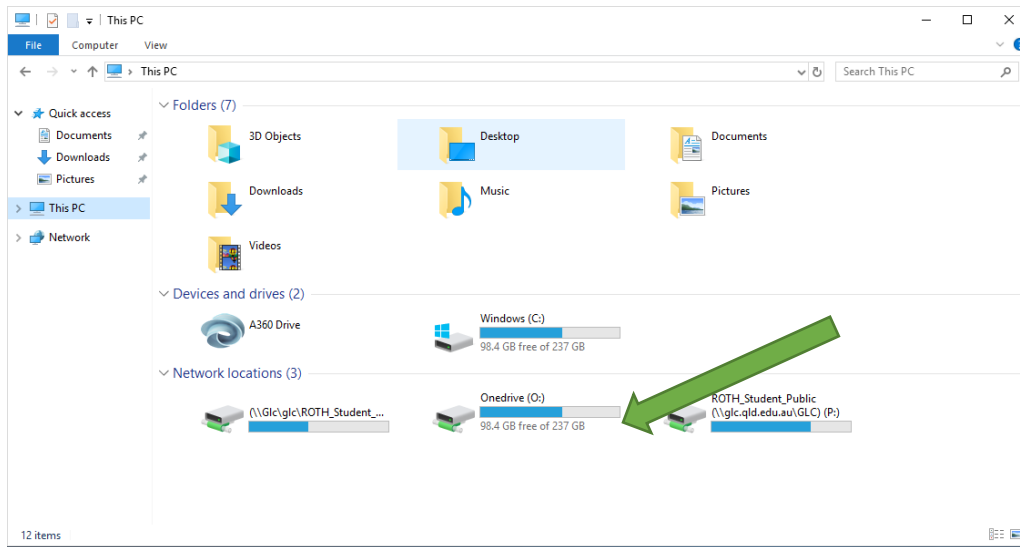 This PC
File Computer View
This PC
Search This PC
Quick access
Documents
Downloads
Pictures
This PC
Network
Folders (7)
3D Objects
Desktop
Documents
Downloads
Music
Pictures
Videos
Devices and drives (2)
A360 Drive
Windows (C:)
98.4 GB free of 237 GB
Network locations (3)
(\\Glc\glc\ROTH_Student_...
Onedrive (O:)
98.4 GB free of 237 GB
ROTH_Student_Public
(\\glc.qld.edu.au\GLC) (P:)
12 items